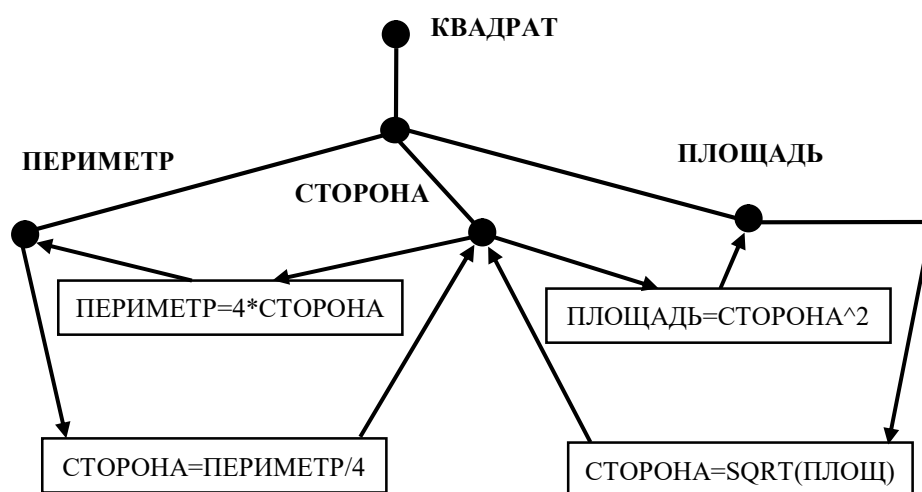 КВАДРАТ
ПЕРИМЕТР
ПЛОЩАДЬ
СТОРОНА
ПЕРИМЕТР=4*СТОРОНА
ПЛОЩАДЬ=СТОРОНА^2
СТОРОНА=ПЕРИМЕТР/4
СТОРОНА=SQRT(ПЛОЩ)